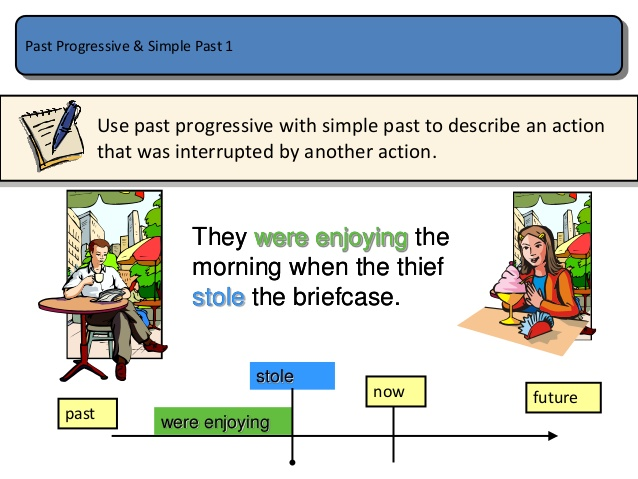 Past Progressive & Simple Past 1
Use past progressive with simple past to describe an action
that was interrupted by another action.
They were enjoying the
morning when the thief
stole the briefcase.
stole
now
future
past
were enjoying